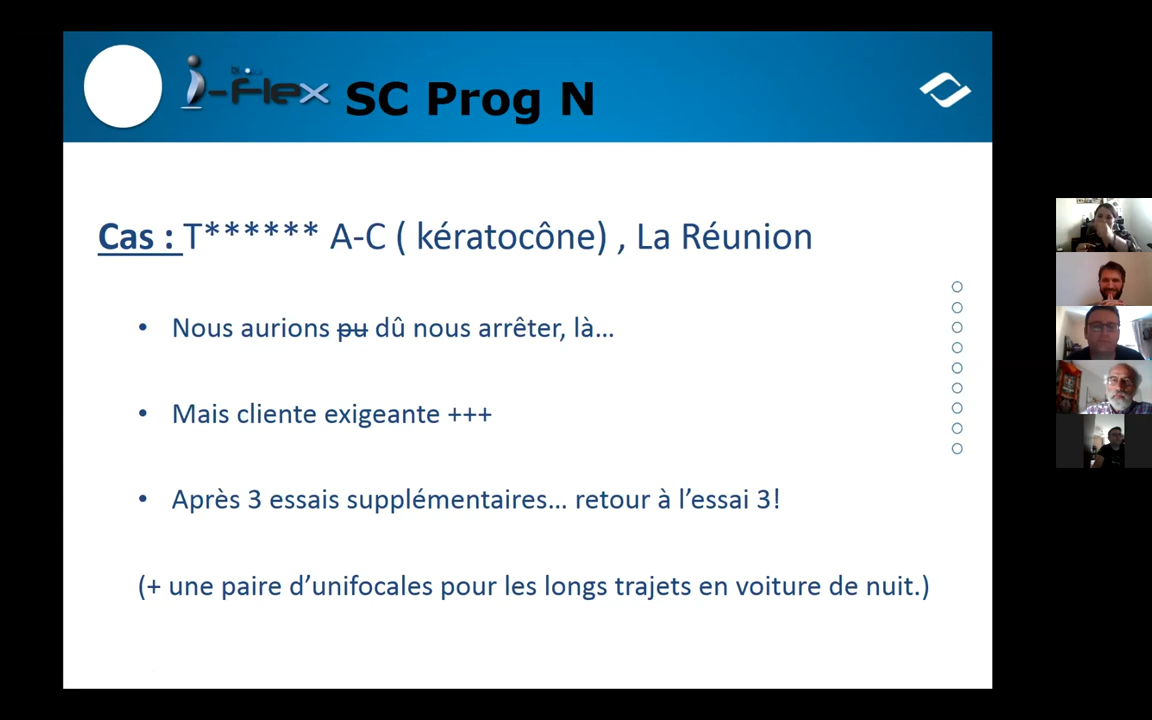 i-flex SC Prog N
Cas : T****** A-C ( kératocône) , La Réunion
• Nous aurions pu dû nous arrêter, là…
• Mais cliente exigeante +++
• Après 3 essais supplémentaires… retour à l’essai 3!
(+ une paire d’unifocales pour les longs trajets en voiture de nuit.)